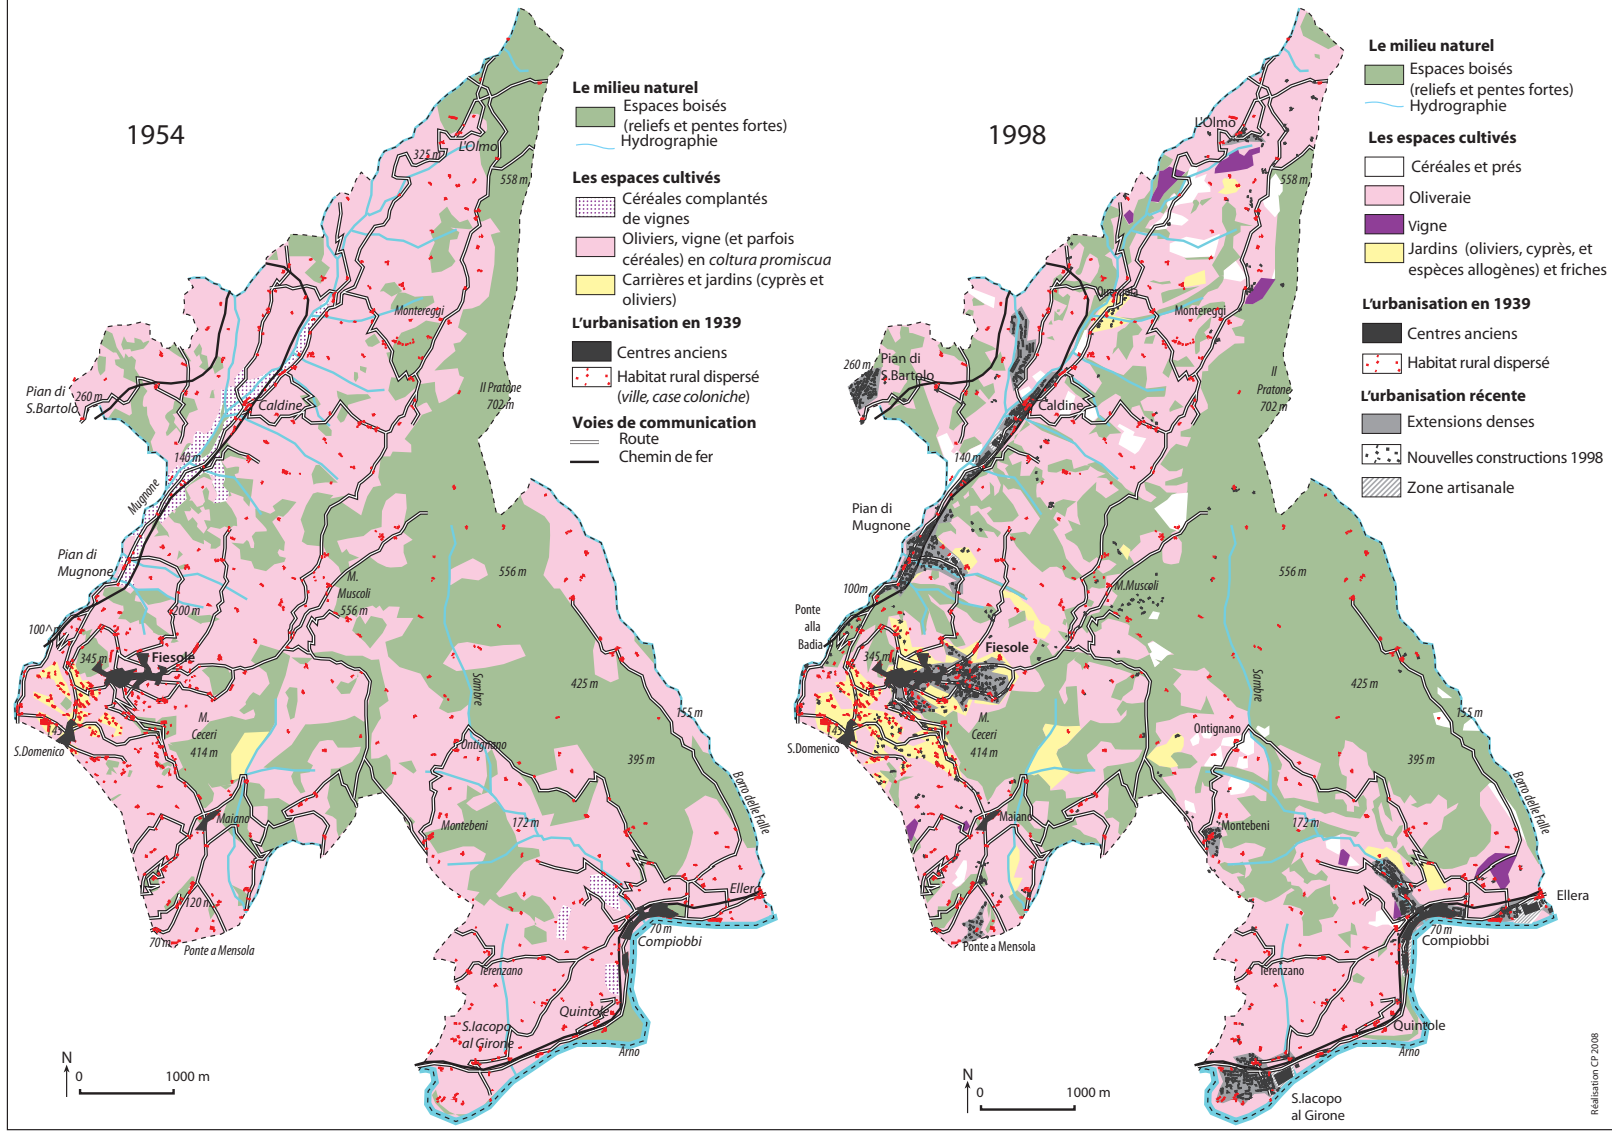 1954
Le milieu naturel
Espaces boisés
(reliefs et pentes fortes)
Hydrographie
Les espaces cultivés
Céréales complantés
de vignes
Oliviers, vigne (et parfois
céréales) en coltura promiscua
Carrières et jardins (cyprès et
oliviers)
L'urbanisation en 1939
Centres anciens
Habitat rural dispersé
(ville, case coloniche)
Voies de communication
Route
Chemin de fer
L'Olmo
325 m
558 m
Montereggi
Il Pratone
702 m
Pian di
S.Bartolo
260 m
Caldine
140 m
Mugnone
Pian di
Mugnone
200 m
M.
Muscoli
556 m
556 m
100^m
345 m
Fiesole
S.Domenico
M.
Ceceri
414 m
Sambre
425 m
155 m
Ontignano
395 m
Borro delle Falle
Maiano
Montebeni
172 m
120 m
70 m
Ponte a Mensola
Ellera
70 m
Compiobbi
Terenzano
Quintole
S.Iacopo
al Girone
Arno
N
0
1000 m
1998
Le milieu naturel
Espaces boisés
(reliefs et pentes fortes)
Hydrographie
Les espaces cultivés
Céréales et prés
Oliveraie
Vigne
Jardins (oliviers, cyprès, et
espèces allogènes) et friches
L'urbanisation en 1939
Centres anciens
Habitat rural dispersé
L'urbanisation récente
Extensions denses
Nouvelles constructions 1998
Zone artisanale
L'Olmo
558 m
Montereggi
Il
Pratone
702 m
260 m
Pian di
S.Bartolo
Caldine
140 m
Pian di
Mugnone
100m
M.Muscoli
556 m
Ponte
alla
Badia
345 m
Fiesole
S.Domenico
M.
Ceceri
414 m
Sambre
425 m
155 m
Ontignano
395 m
Borro delle Falle
Maiano
Montebeni
172 m
Ponte a Mensola
Ellera
70 m
Compiobbi
Terenzano
Quintole
Arno
S.Iacopo
al Girone
N
0
1000 m
Réalisation CP 2008